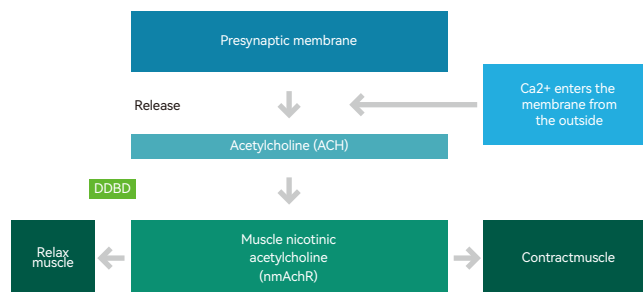 Presynaptic membrane
Release
Ca2+ enters the
membrane from
the outside
Acetylcholine (ACH)
DDBD
Relax
muscle
Muscle nicotinic
acetylcholine
(nmAchR)
Contractmuscle